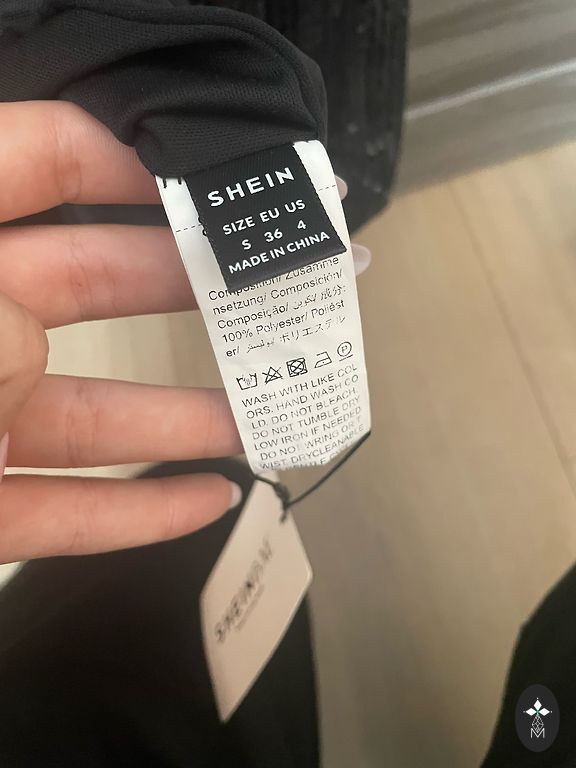 SHEIN
SIZE EU US
S 36 4
MADE IN CHINA
Composition/ Zusamme
nsetzung/ Composición/
Composição/ تكوين/ 成分:
100% Polyester/ Poliést
er/ بوليستر/ ポリエステル
WASH WITH LIKE COL
ORS. HAND WASH CO
LD. DO NOT BLEACH.
DO NOT TUMBLE DRY
LOW IRON IF NEEDED
DO NOT WRING OR
WIST. DRYCLEANABLE
SHEIN
M